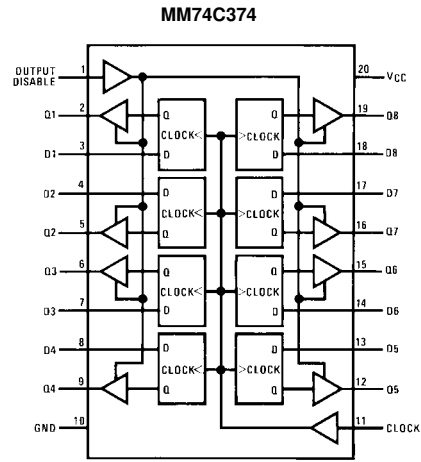 MM74C374
OUTPUT DISABLE 1 20 VCC
Q1 2 Q Q 19 Q8
CLOCK< >CLOCK
D1 3 D D 18 D8
D2 4 D D 17 D7
CLOCK< >CLOCK
Q2 5 Q Q 16 Q7
Q3 6 Q Q 15 Q6
CLOCK< >CLOCK
D3 7 D D 14 D6
D4 8 D D 13 D5
CLOCK< >CLOCK
Q4 9 Q Q 12 Q5
GND 10 11 CLOCK